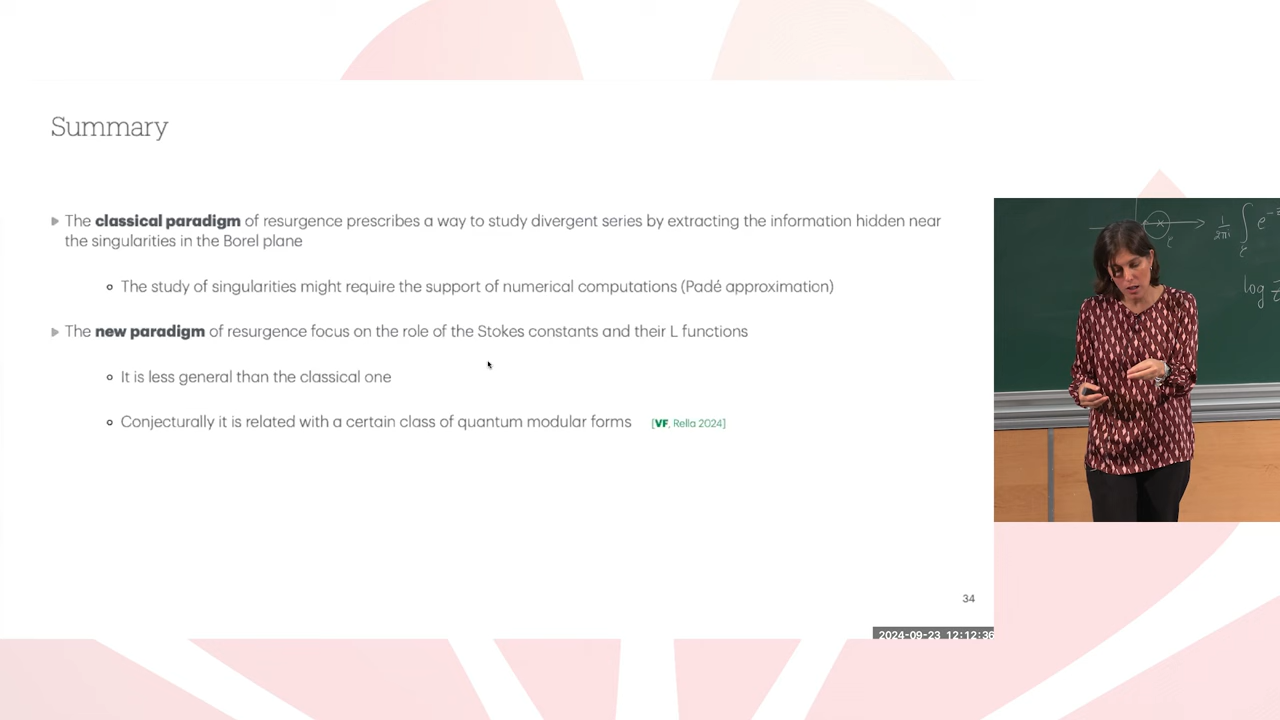 Summary
The classical paradigm of resurgence prescribes a way to study divergent series by extracting the information hidden near
the singularities in the Borel plane
The study of singularities might require the support of numerical computations (Padé approximation)
The new paradigm of resurgence focus on the role of the Stokes constants and their L functions
It is less general than the classical one
Conjecturally it is related with a certain class of quantum modular forms [VF, Rella 2024]
34
2024-09-23 12:12:36
log